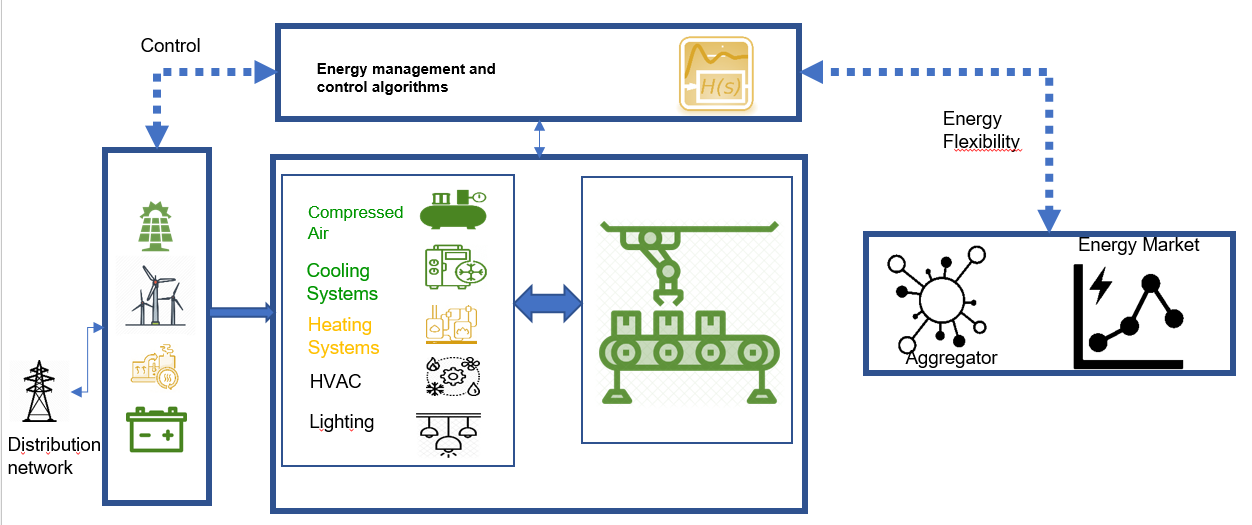 Control
Energy management and
control algorithms
H(s)
Energy
Flexibility
Compressed
Air
Cooling
Systems
Heating
Systems
HVAC
Lighting
Energy Market
Aggregator
Distribution
network